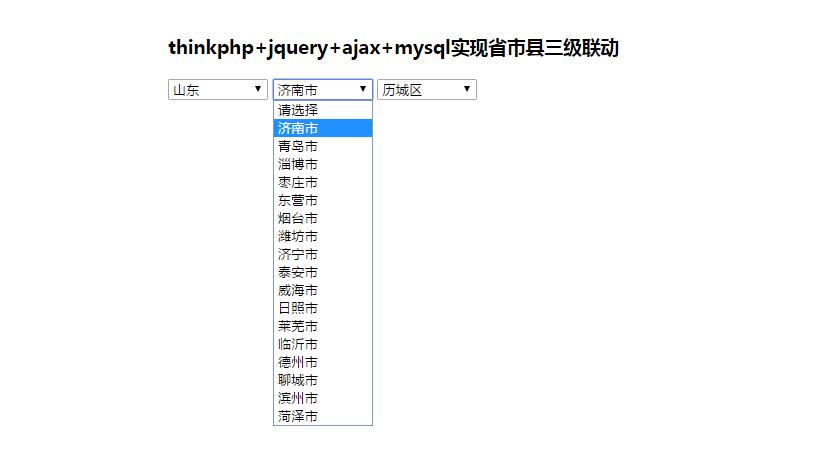 thinkphp+jquery+ajax+mysql实现省市县三级联动
山东 济南市 历城区
请选择
济南市
青岛市
淄博市
枣庄市
东营市
烟台市
潍坊市
济宁市
泰安市
威海市
日照市
莱芜市
临沂市
德州市
聊城市
滨州市
菏泽市